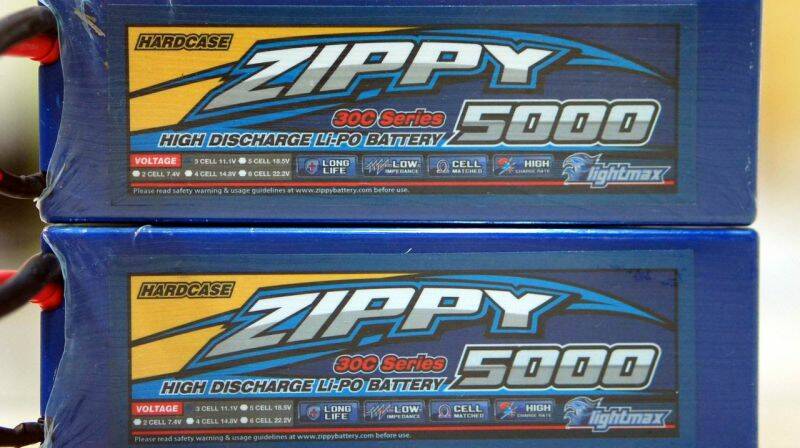 HARDCASE
ZIPPY
30C Series
5000
HIGH DISCHARGE Li-PO BATTERY
VOLTAGE 3 CELL 11.1V 5 CELL 18.5V
2 CELL 7.4V 4 CELL 14.8V 6 CELL 22.2V
LONG LIFE LOW IMPEDANCE CELL MATCHED HIGH CHARGE RATE lightmax
Please read safety warning & usage guidelines at www.zippybattery.com before use.
HARDCASE
ZIPPY
30C Series
5000
HIGH DISCHARGE Li-PO BATTERY
VOLTAGE 3 CELL 11.1V 5 CELL 18.5V
2 CELL 7.4V 4 CELL 14.8V 6 CELL 22.2V
LONG LIFE LOW IMPEDANCE CELL MATCHED HIGH CHARGE RATE lightmax
Please read safety warning & usage guidelines at www.zippybattery.com before use.